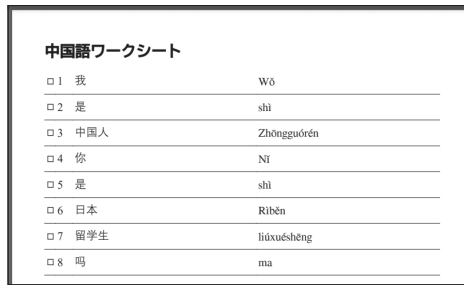 中国語ワークシート
□ 1 我 Wǒ
□ 2 是 shì
□ 3 中国人 Zhōngguórén
□ 4 你 Nǐ
□ 5 是 shì
□ 6 日本 Rìběn
□ 7 留学生 liúxuéshēng
□ 8 吗 ma